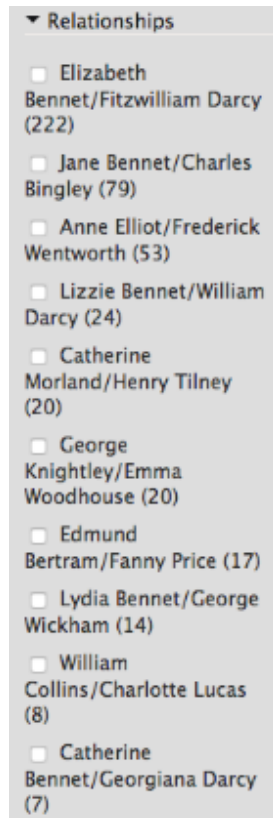 ▼ Relationships
Elizabeth
Bennet/Fitzwilliam Darcy
(222)
Jane Bennet/Charles
Bingley (79)
Anne Elliot/Frederick
Wentworth (53)
Lizzie Bennet/William
Darcy (24)
Catherine
Morland/Henry Tilney
(20)
George
Knightley/Emma
Woodhouse (20)
Edmund
Bertram/Fanny Price (17)
Lydia Bennet/George
Wickham (14)
William
Collins/Charlotte Lucas
(8)
Catherine
Bennet/Georgiana Darcy
(7)